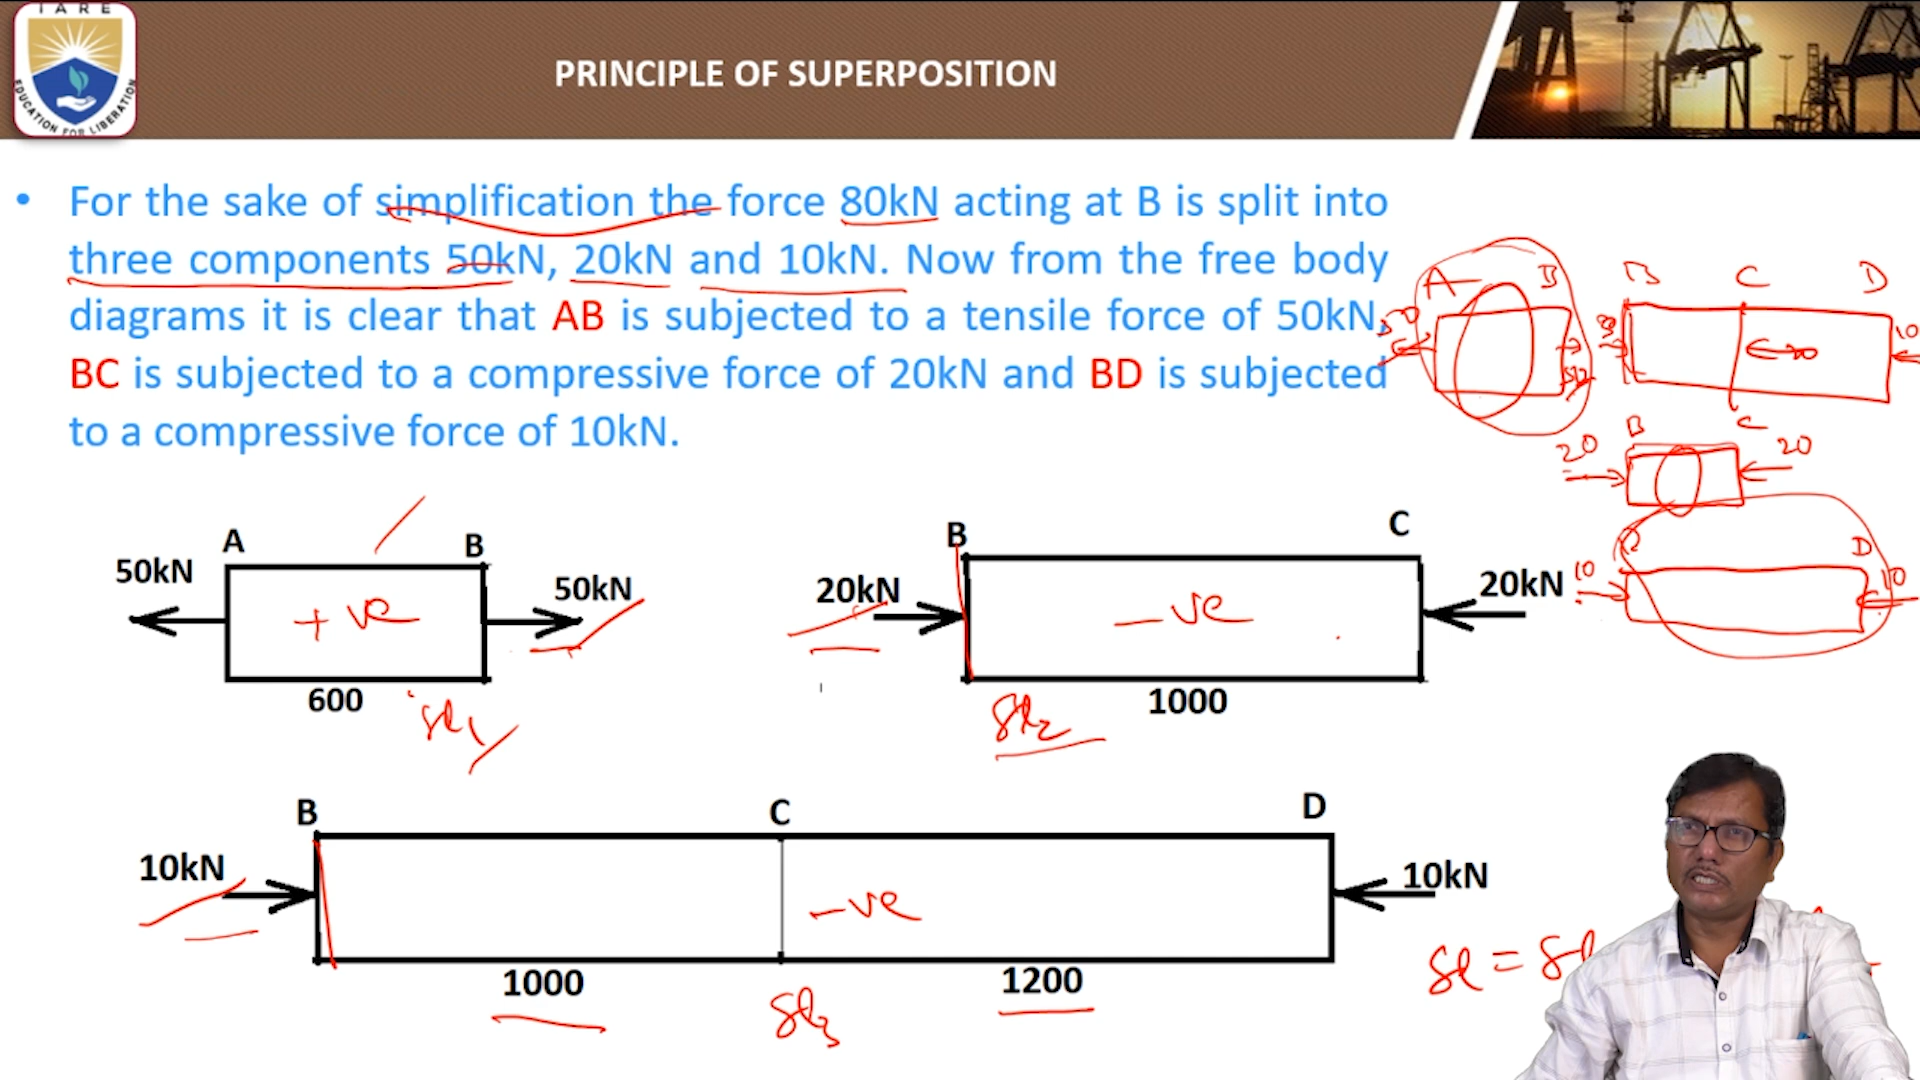 IARE
EDUCATION FOR LIBERATION
PRINCIPLE OF SUPERPOSITION
• For the sake of simplification the force 80kN acting at B is split into
three components 50kN, 20kN and 10kN. Now from the free body
diagrams it is clear that AB is subjected to a tensile force of 50kN,
BC is subjected to a compressive force of 20kN and BD is subjected
to a compressive force of 10kN.
A B B C D
10
B C
20 20
D
10 10
A B
50kN 50kN
+ ve
600
δl1
B C
20kN 20kN
- ve
1000
δl2
B C D
10kN 10kN
-ve
1000 1200
δl3
δl = δl